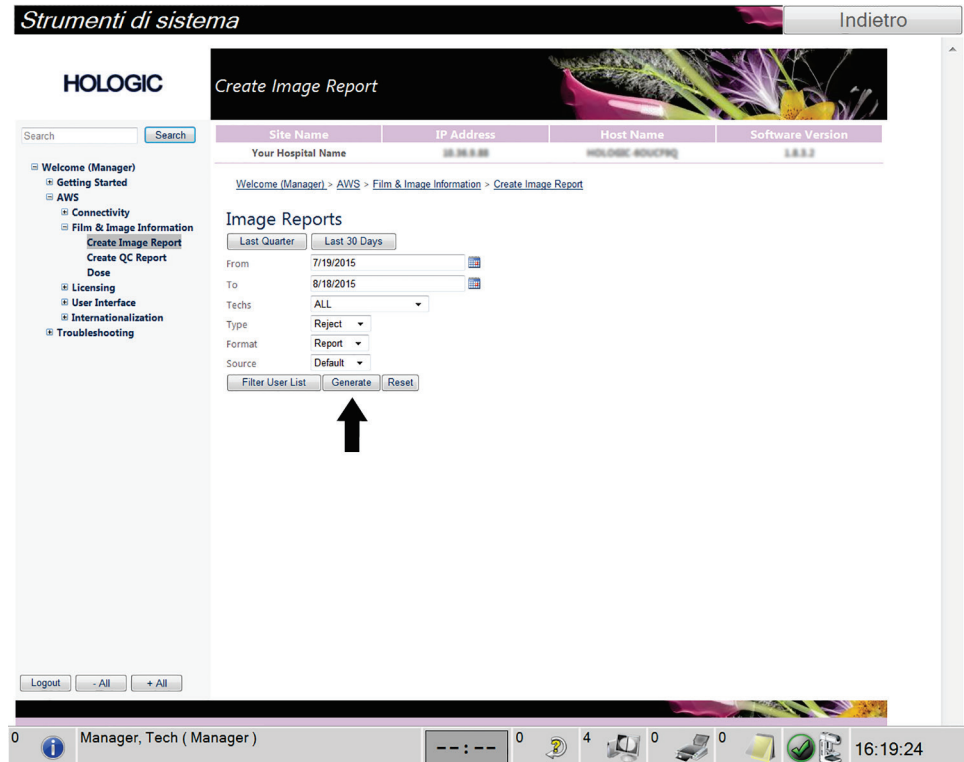 Strumenti di sistema
Indietro
HOLOGIC
Create Image Report
Search
Search
Site Name IP Address Host Name Software Version
Your Hospital Name
Welcome (Manager)
Getting Started
AWS
Connectivity
Film & Image Information
Create Image Report
Create QC Report
Dose
Licensing
User Interface
Internationalization
Troubleshooting
Welcome (Manager) > AWS > Film & Image Information > Create Image Report
Image Reports
Last Quarter Last 30 Days
From 7/19/2015
To 8/18/2015
Techs ALL
Type Reject
Format Report
Source Default
Filter User List Generate Reset
Logout - All + All
0 Manager, Tech ( Manager ) --:-- 0 4 0 0 16:19:24